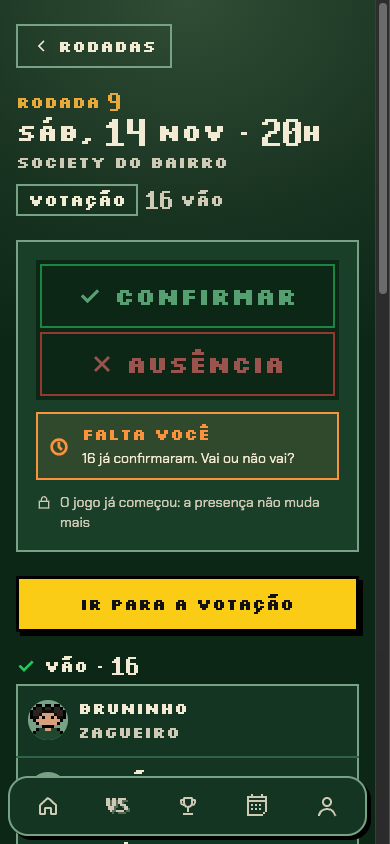 RODADAS
RODADA 9
SÁB, 14 NOV · 20H
SOCIETY DO BAIRRO
VOTAÇÃO 16 VÃO
CONFIRMAR
AUSÊNCIA
FALTA VOCÊ
16 já confirmaram. Vai ou não vai?
O jogo já começou: a presença não muda
mais
IR PARA A VOTAÇÃO
VÃO · 16
BRUNINHO
ZAGUEIRO
VS